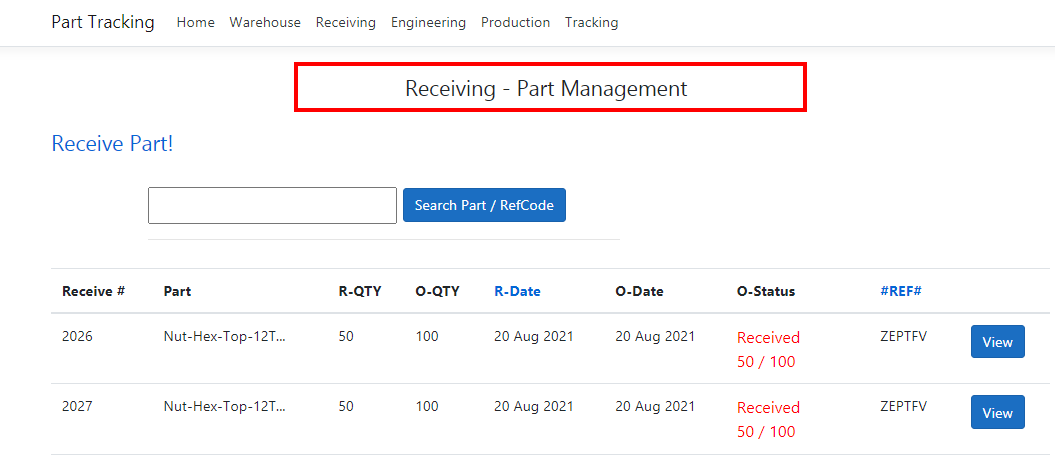 Part Tracking Home Warehouse Receiving Engineering Production Tracking
Receiving - Part Management
Receive Part!
Search Part / RefCode
Receive # Part R-QTY O-QTY R-Date O-Date O-Status #REF#
2026 Nut-Hex-Top-12T... 50 100 20 Aug 2021 20 Aug 2021 Received 50 / 100 ZEPTFV View
2027 Nut-Hex-Top-12T... 50 100 20 Aug 2021 20 Aug 2021 Received 50 / 100 ZEPTFV View